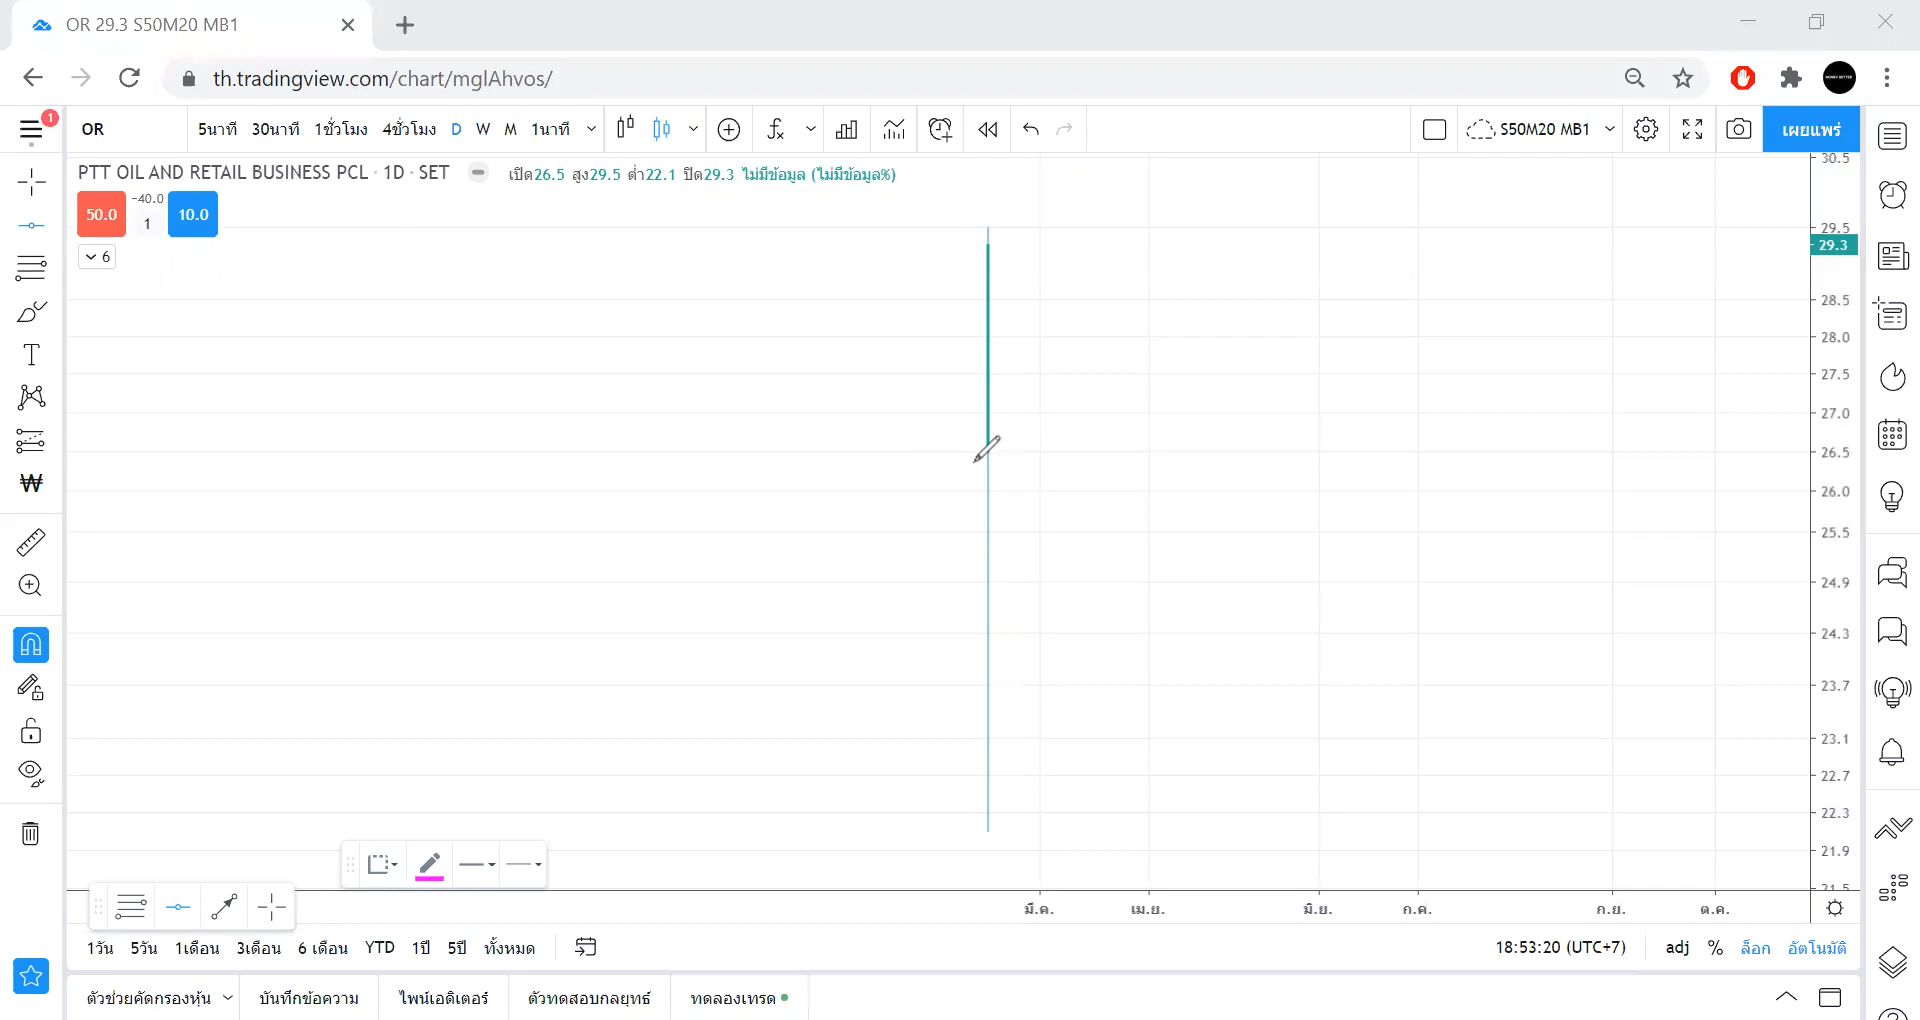 OR 29.3 S50M20 MB1
th.tradingview.com/chart/mglAhvos/
1
OR 5นาที 30นาที 1ชั่วโมง 4ชั่วโมง D W M 1นาที S50M20 MB1 เผยแพร่
PTT OIL AND RETAIL BUSINESS PCL · 1D · SET เปิด26.5 สูง29.5 ต่ำ22.1 ปิด29.3 ไม่มีข้อมูล (ไม่มีข้อมูล%)
50.0 -40.0 1 10.0
6
30.5
29.5
29.3
28.5
28.0
27.5
27.0
26.5
26.0
25.5
24.9
24.3
23.7
23.1
22.7
22.3
21.9
21.5
มี.ค. เม.ย. มิ.ย. ก.ค. ก.ย. ต.ค.
1วัน 5วัน 1เดือน 3เดือน 6 เดือน YTD 1ปี 5ปี ทั้งหมด 18:53:20 (UTC+7) adj % ล็อก อัตโนมัติ
ตัวช่วยคัดกรองหุ้น บันทึกข้อความ ไพน์เอดิเตอร์ ตัวทดสอบกลยุทธ์ ทดลองเทรด